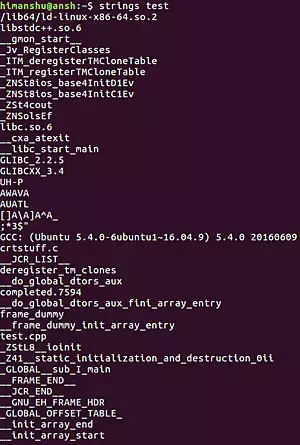 himanshu@ansh:~$ strings test
/lib64/ld-linux-x86-64.so.2
libstdc++.so.6
__gmon_start__
_Jv_RegisterClasses
_ITM_deregisterTMCloneTable
_ITM_registerTMCloneTable
_ZNSt8ios_base4InitD1Ev
_ZNSt8ios_base4InitC1Ev
_ZSt4cout
_ZNSolsEf
libc.so.6
__cxa_atexit
__libc_start_main
GLIBC_2.2.5
GLIBCXX_3.4
UH-P
AWAVA
AUATL
[]A\A]A^A_
;*3$"
GCC: (Ubuntu 5.4.0-6ubuntu1~16.04.9) 5.4.0 20160609
crtstuff.c
__JCR_LIST__
deregister_tm_clones
__do_global_dtors_aux
completed.7594
__do_global_dtors_aux_fini_array_entry
frame_dummy
__frame_dummy_init_array_entry
test.cpp
_ZStL8__ioinit
_Z41__static_initialization_and_destruction_0ii
_GLOBAL__sub_I_main
__FRAME_END__
__JCR_END__
__GNU_EH_FRAME_HDR
_GLOBAL_OFFSET_TABLE_
__init_array_end
__init_array_start